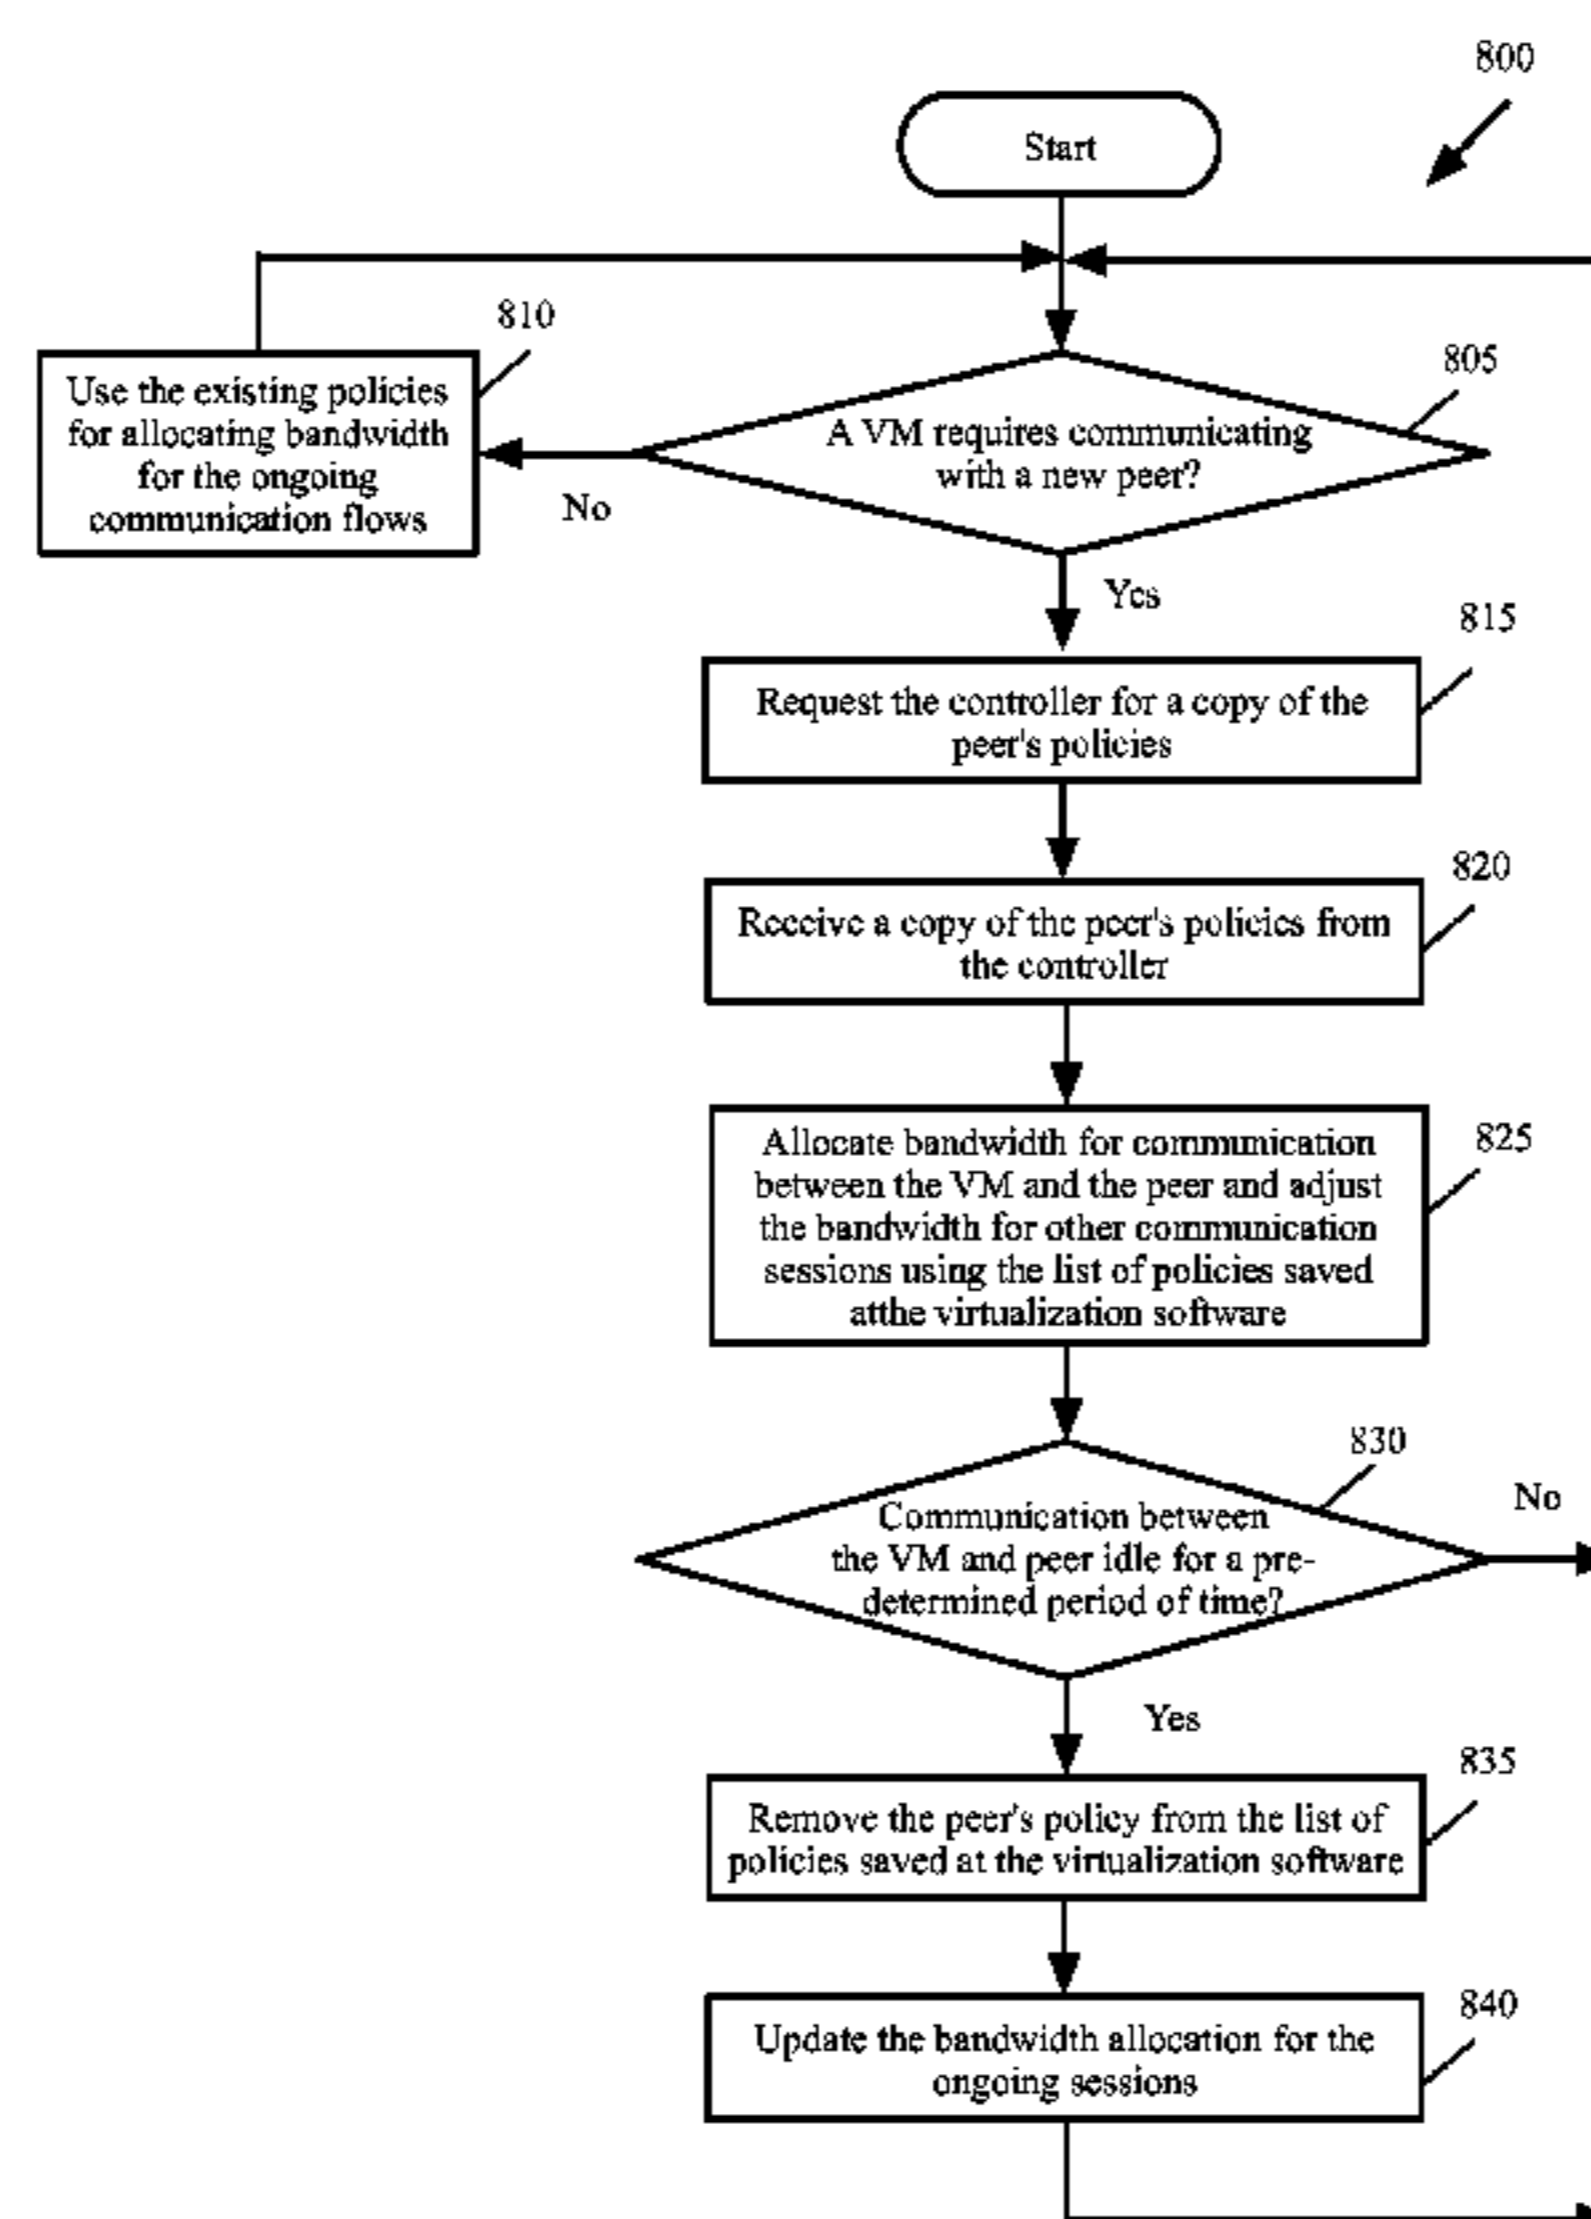 800
Start
810
805
Use the existing policies
for allocating bandwidth
for the ongoing
communication flows
A VM requires communicating
with a new peer?
No
Yes
815
Request the controller for a copy of the
peer's policies
820
Receive a copy of the peer's policies from
the controller
825
Allocate bandwidth for communication
between the VM and the peer and adjust
the bandwidth for other communication
sessions using the list of policies saved
atthe virtualization software
830
No
Communication between
the VM and peer idle for a pre-
determined period of time?
Yes
835
Remove the peer's policy from the list of
policies saved at the virtualization software
840
Update the bandwidth allocation for the
ongoing sessions